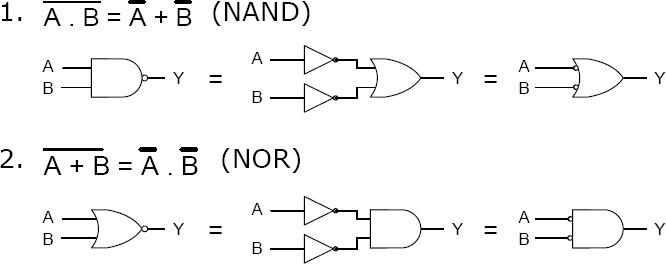 1. A̅ ̅.̅ ̅B̅ = A̅ + B̅ (NAND)
A B Y = A B Y = A B Y
2. A̅ ̅+̅ ̅B̅ = A̅ . B̅ (NOR)
A B Y = A B Y = A B Y